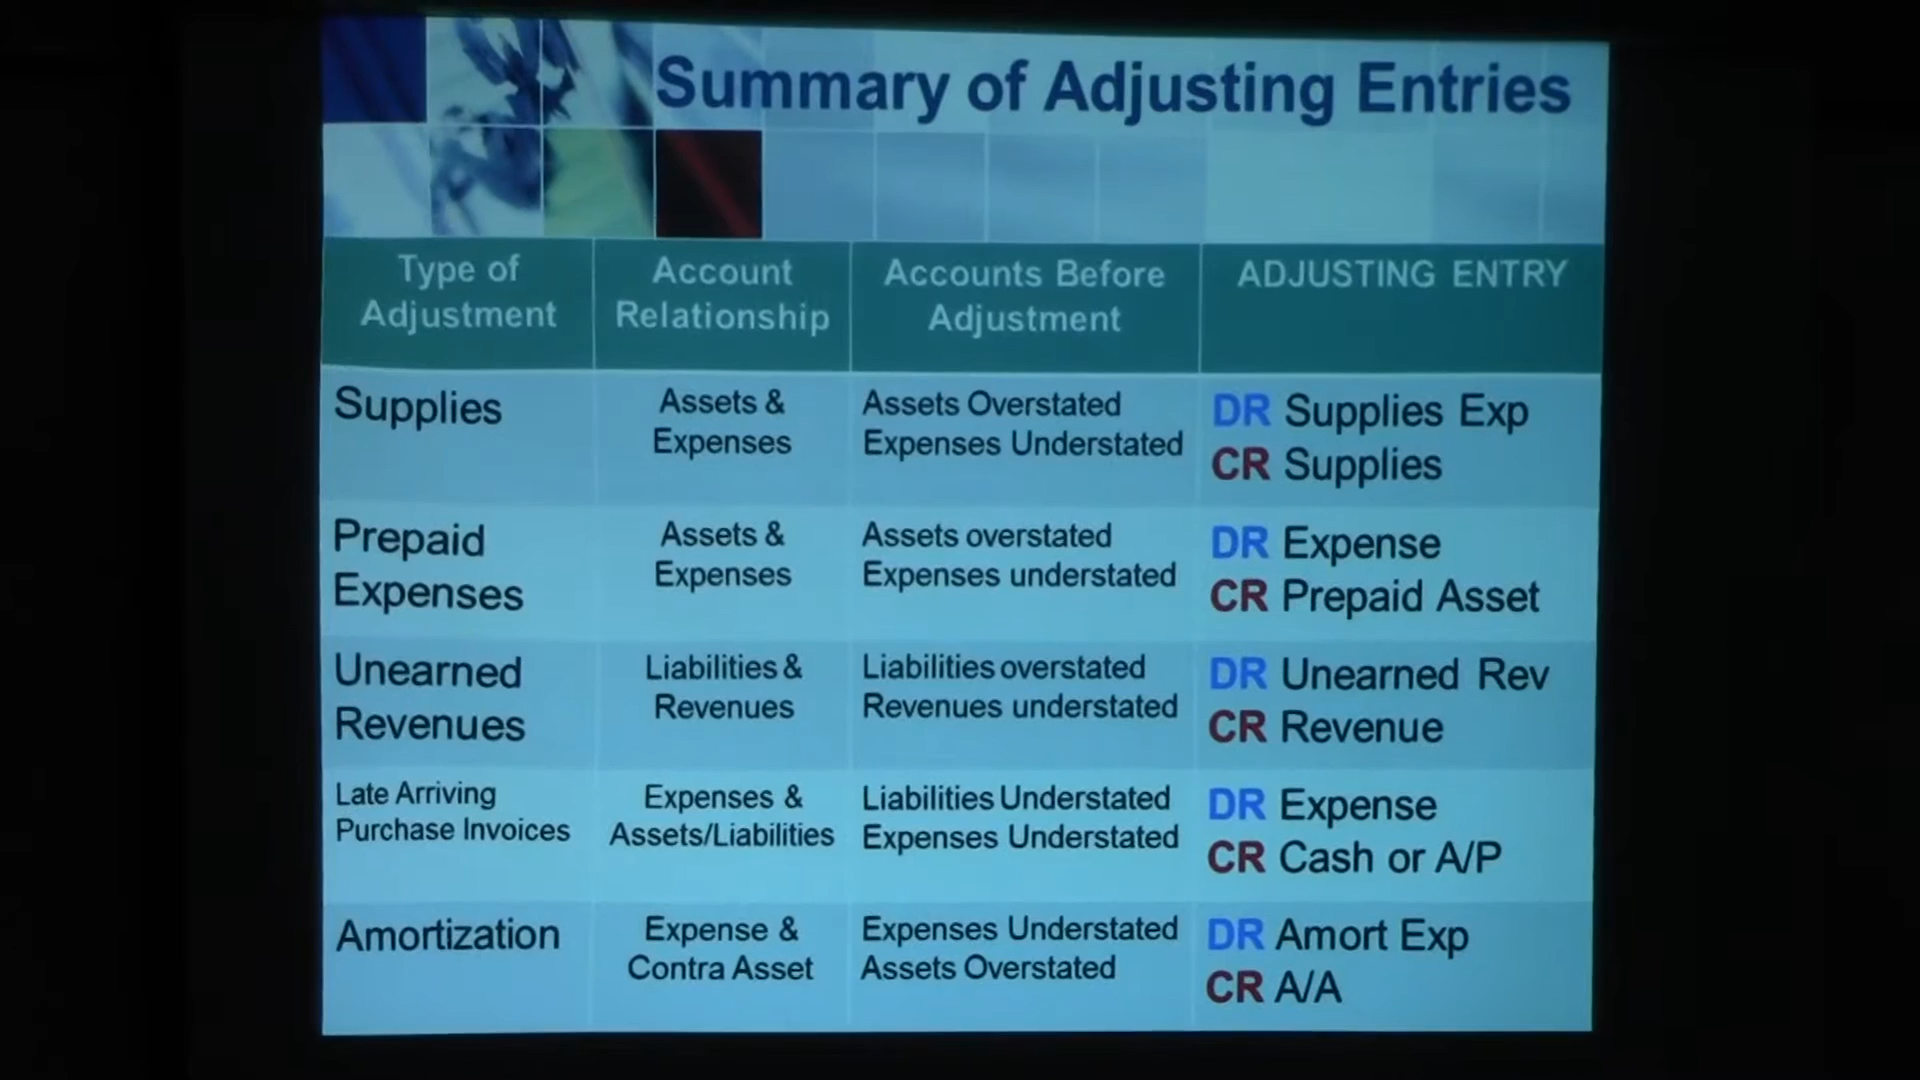 Summary of Adjusting Entries
Type of
Adjustment
Account
Relationship
Accounts Before
Adjustment
ADJUSTING ENTRY
Supplies
Assets &
Expenses
Assets Overstated
Expenses Understated
DR Supplies Exp
CR Supplies
Prepaid
Expenses
Assets &
Expenses
Assets overstated
Expenses understated
DR Expense
CR Prepaid Asset
Unearned
Revenues
Liabilities &
Revenues
Liabilities overstated
Revenues understated
DR Unearned Rev
CR Revenue
Late Arriving
Purchase Invoices
Expenses &
Assets/Liabilities
Liabilities Understated
Expenses Understated
DR Expense
CR Cash or A/P
Amortization
Expense &
Contra Asset
Expenses Understated
Assets Overstated
DR Amort Exp
CR A/A